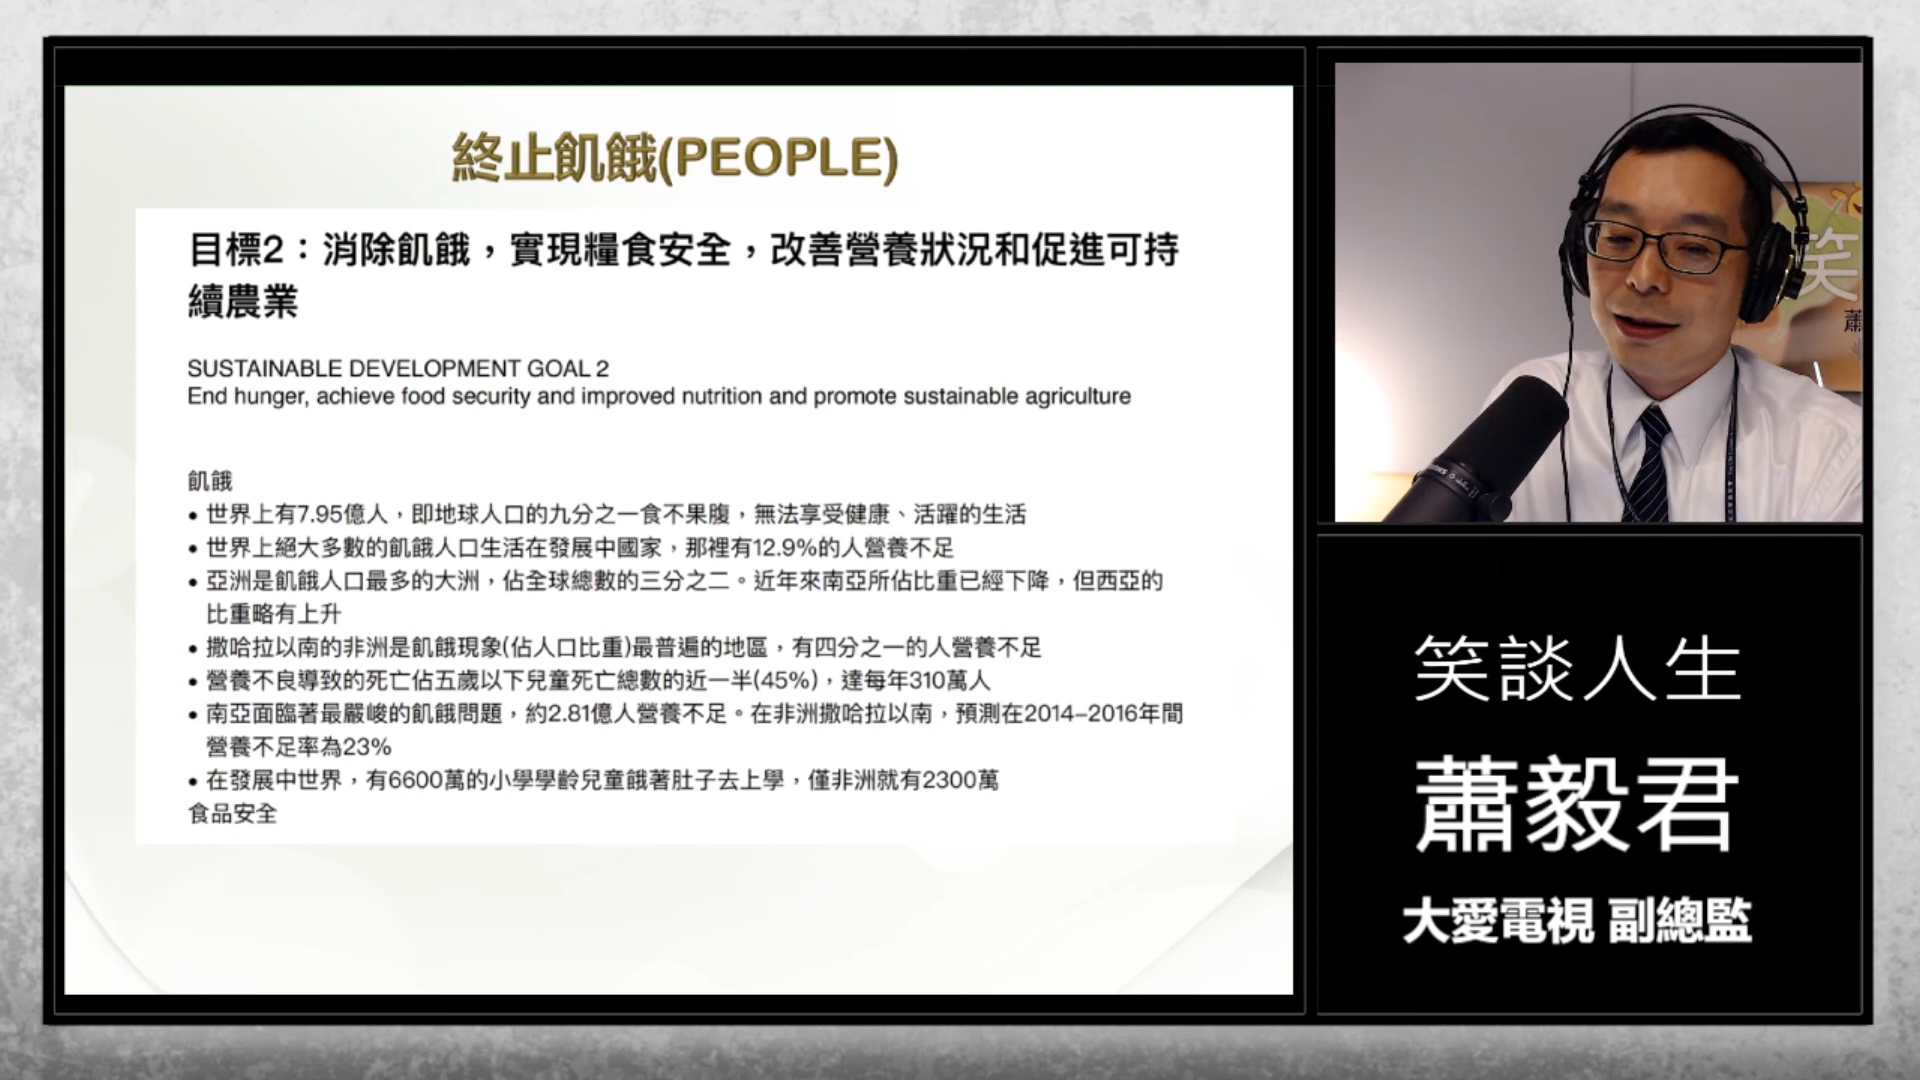 終止飢餓(PEOPLE)
目標2：消除飢餓，實現糧食安全，改善營養狀況和促進可持
續農業
SUSTAINABLE DEVELOPMENT GOAL 2
End hunger, achieve food security and improved nutrition and promote sustainable agriculture
飢餓
• 世界上有7.95億人，即地球人口的九分之一食不果腹，無法享受健康、活躍的生活
• 世界上絕大多數的飢餓人口生活在發展中國家，那裡有12.9%的人營養不足
• 亞洲是飢餓人口最多的大洲，佔全球總數的三分之二。近年來南亞所佔比重已經下降，但西亞的
比重略有上升
• 撒哈拉以南的非洲是飢餓現象(佔人口比重)最普遍的地區，有四分之一的人營養不足
• 營養不良導致的死亡佔五歲以下兒童死亡總數的近一半(45%)，達每年310萬人
• 南亞面臨著最嚴峻的飢餓問題，約2.81億人營養不足。在非洲撒哈拉以南，預測在2014–2016年間
營養不足率為23%
• 在發展中世界，有6600萬的小學學齡兒童餓著肚子去上學，僅非洲就有2300萬
食品安全
笑
蕭
笑談人生
蕭毅君
大愛電視 副總監